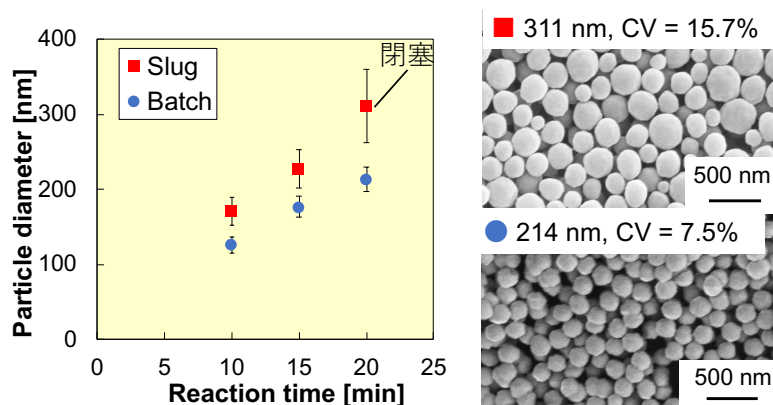 400
300
200
100
0
0
5
10
15
20
25
Particle diameter [nm]
Reaction time [min]
Slug
Batch
閉塞
311 nm, CV = 15.7%
500 nm
214 nm, CV = 7.5%
500 nm